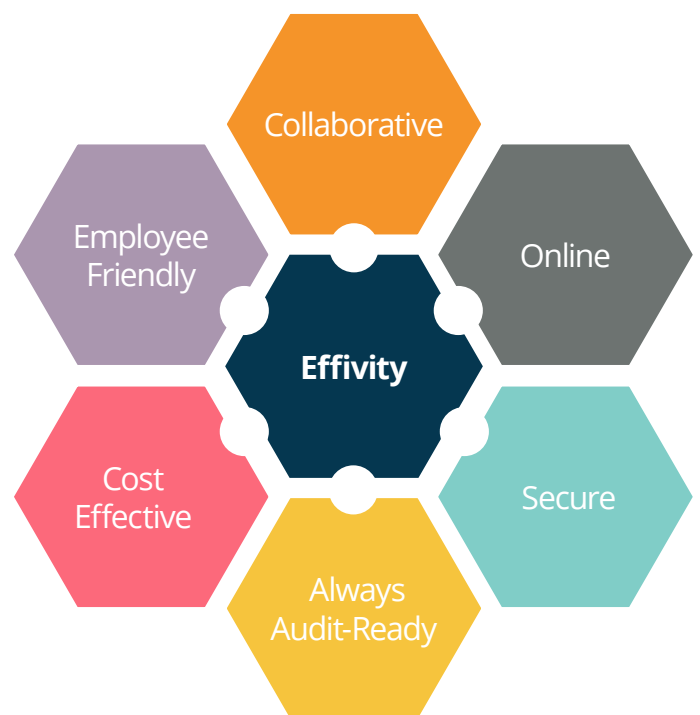 Collaborative
Employee
Friendly
Online
Effivity
Cost
Effective
Secure
Always
Audit-Ready